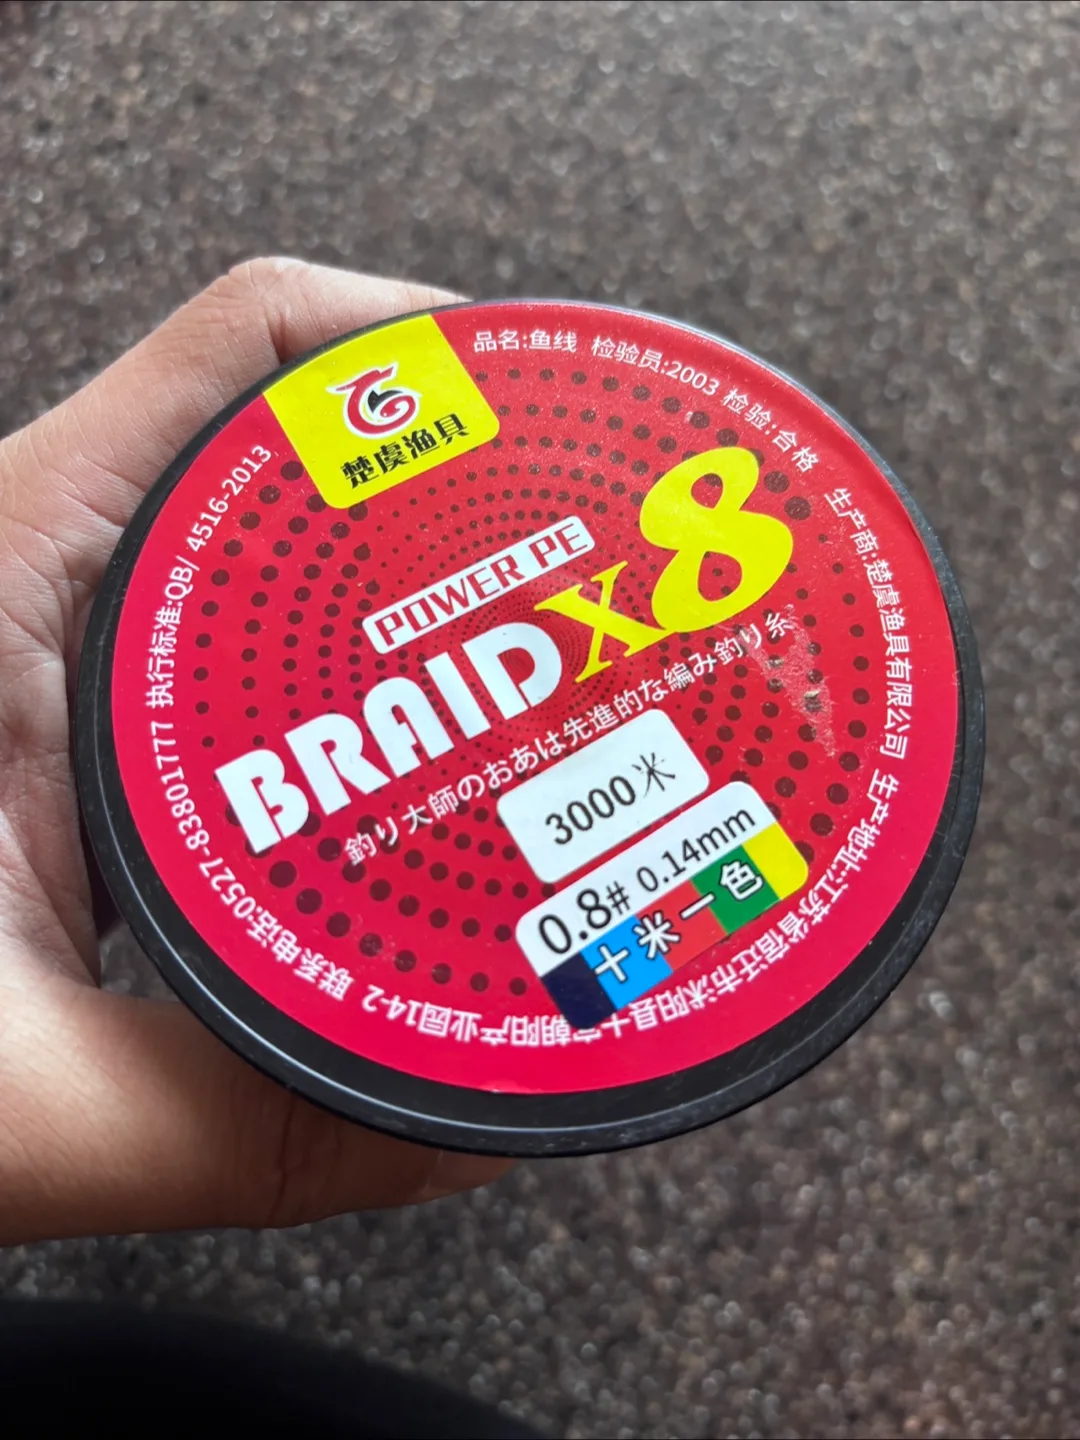 楚虞渔具
POWER PE
BRAID X8
釣り大師のおあは先進的な編み釣り糸
3000米
0.8# 0.14mm
十米一色
品名:鱼线 检验员:2003 检验:合格 生产商:楚虞渔具有限公司 生产地址:江苏省宿迁市沭阳县七字朝阳产业园14-2 联系电话:0527-83801777 执行标准:QB/ 4516-2013